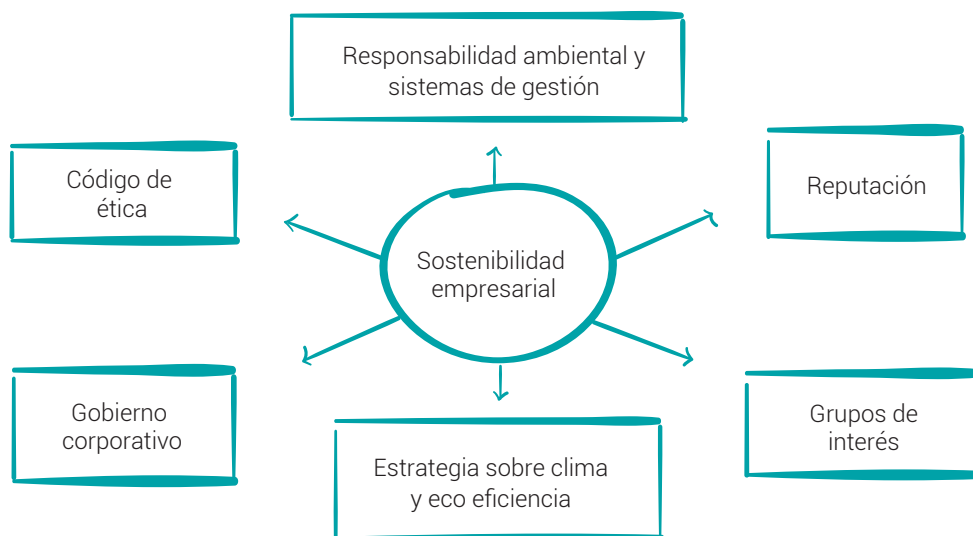 Responsabilidad ambiental y
sistemas de gestión
Código de
ética
Reputación
Sostenibilidad
empresarial
Gobierno
corporativo
Grupos de
interés
Estrategia sobre clima
y eco eficiencia